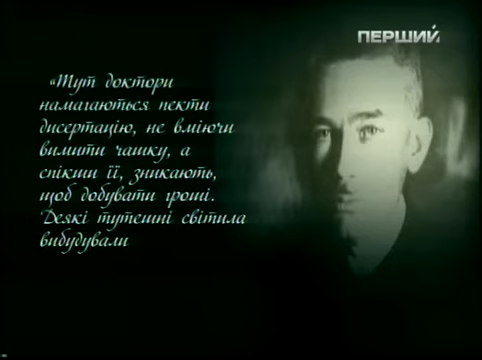 ПЕРШИЙ
«Тут доктори
намагаються пекти
дисертацію, не вміючи
вимити чашку, а
спікши її, зникають,
щоб добувати гроші.
Деякі тутешні світила
вибудували